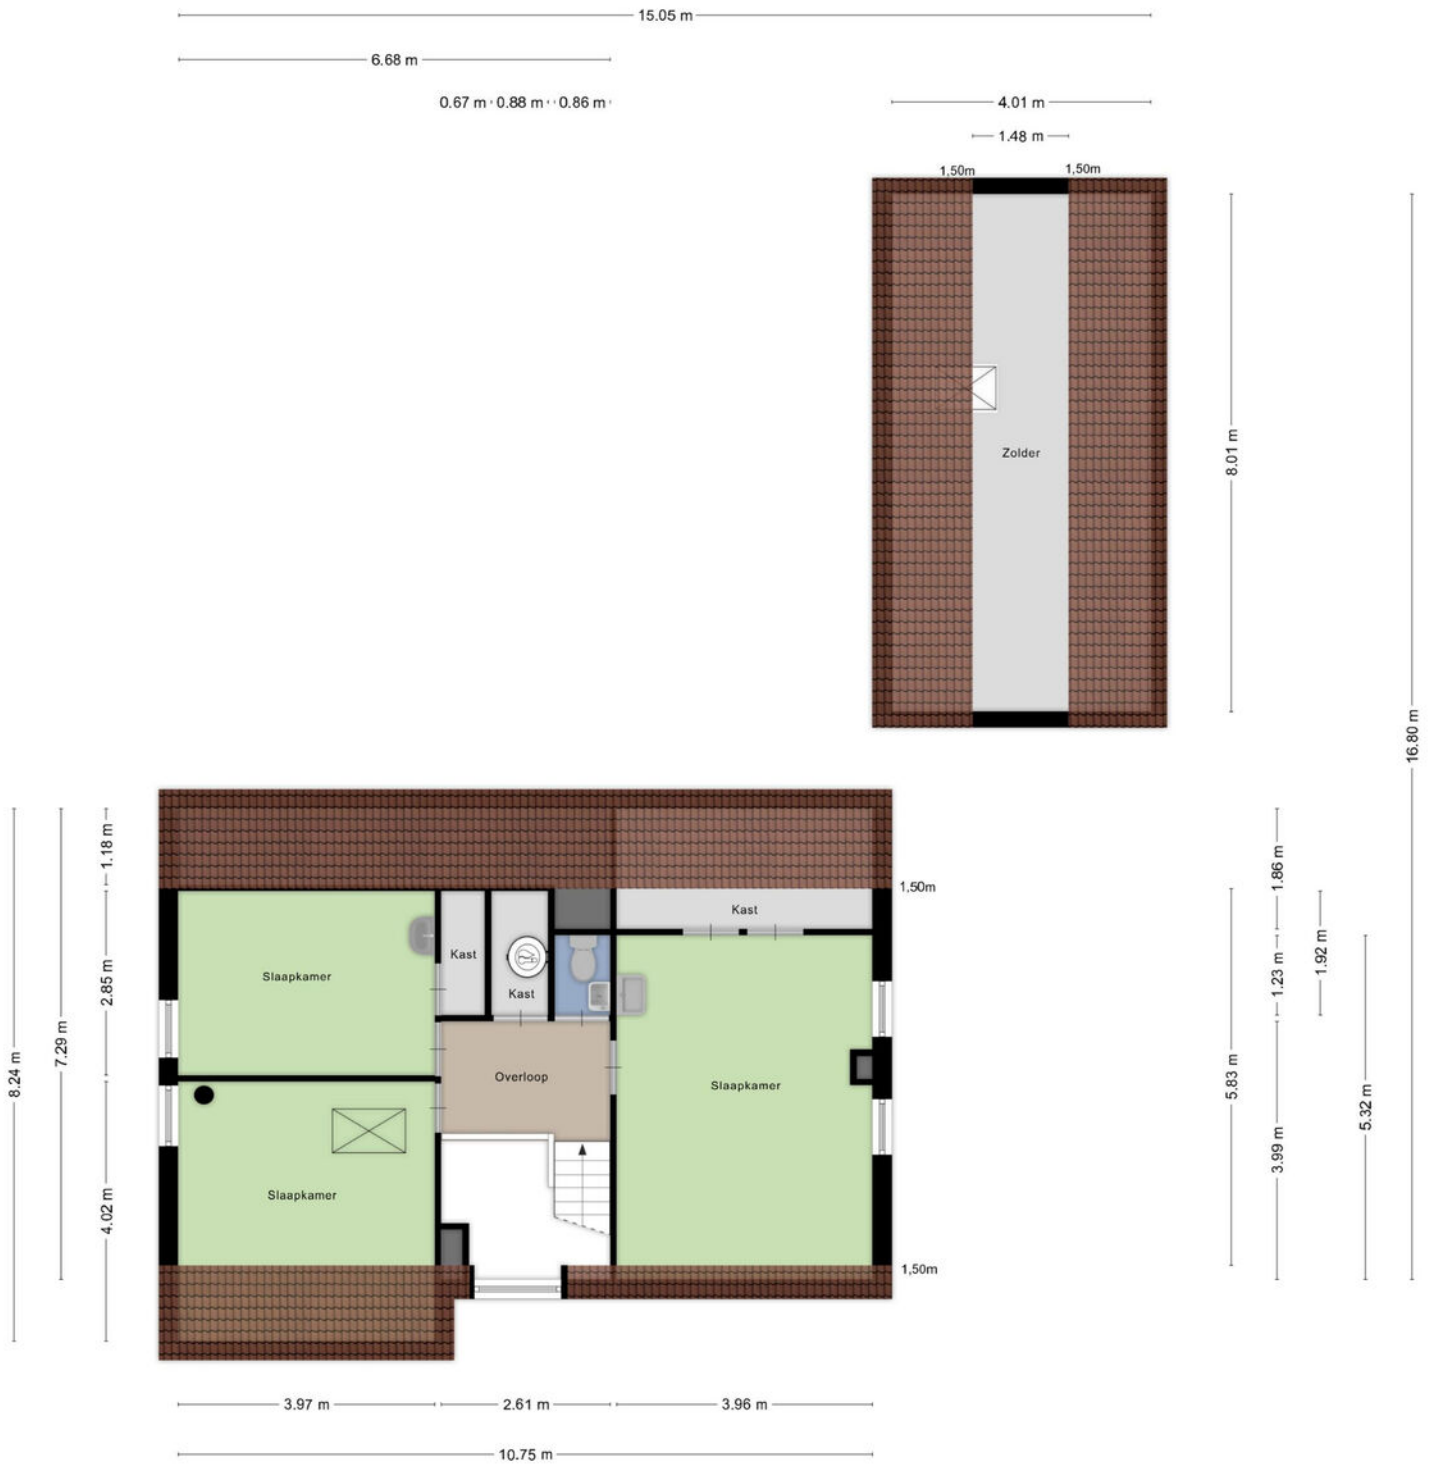 15.05 m
6.68 m
0.67 m 0.88 m 0.86 m
4.01 m
1.48 m
1,50m 1,50m
Zolder
8.01 m
16.80 m
8.24 m
7.29 m
1.18 m
2.85 m
4.02 m
1,50m
Kast
Kast
Kast
Slaapkamer
Overloop
Slaapkamer
Slaapkamer
1,50m
1.86 m
1.23 m
1.92 m
5.83 m
5.32 m
3.99 m
3.97 m
2.61 m
3.96 m
10.75 m